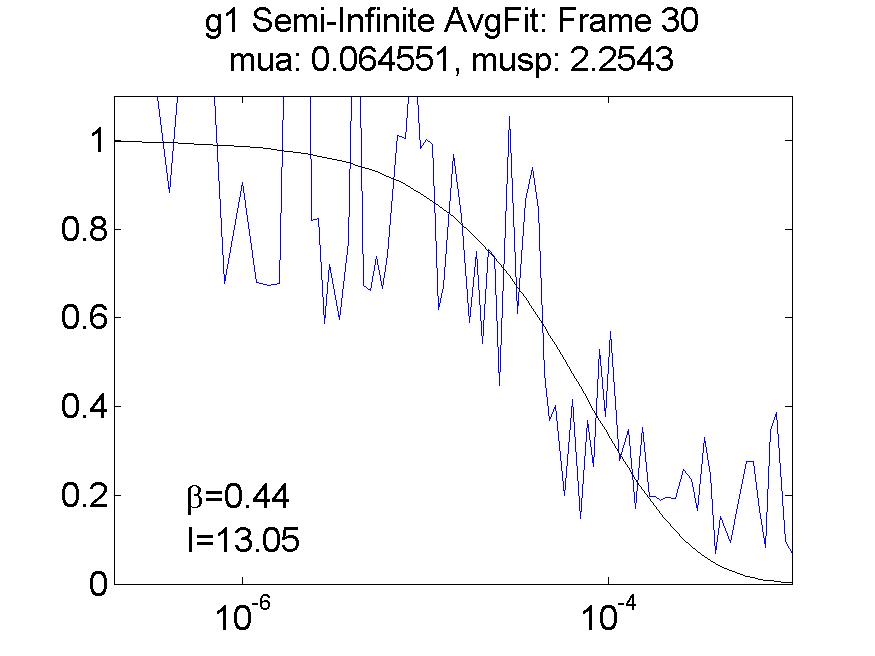 g1 Semi-Infinite AvgFit: Frame 30
mua: 0.064551, musp: 2.2543
1
0.8
0.6
0.4
0.2
0
β=0.44
I=13.05
10^-6
10^-4